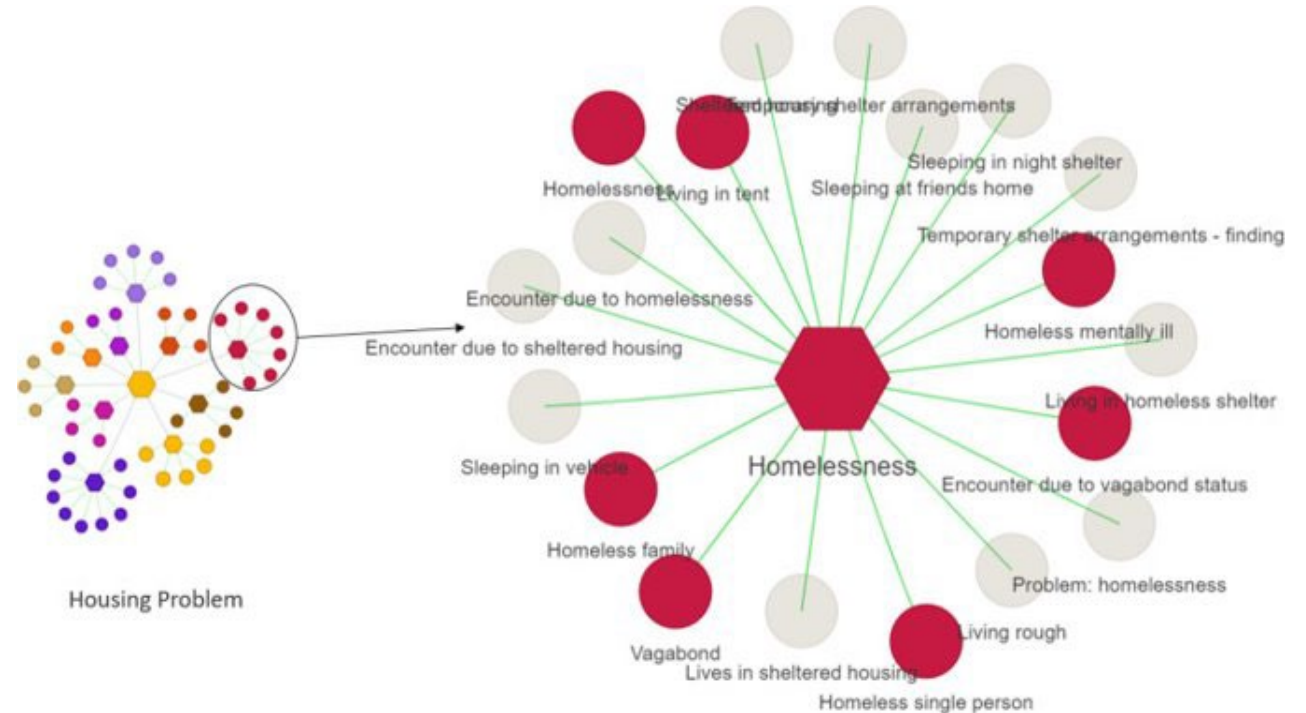 Sheltered housing
Temporary shelter arrangements
Sleeping in night shelter
Homelessness
Living in tent
Sleeping at friends home
Temporary shelter arrangements - finding
Encounter due to homelessness
Homeless mentally ill
Encounter due to sheltered housing
Living in homeless shelter
Sleeping in vehicle
Homelessness
Encounter due to vagabond status
Homeless family
Problem: homelessness
Housing Problem
Living rough
Vagabond
Lives in sheltered housing
Homeless single person